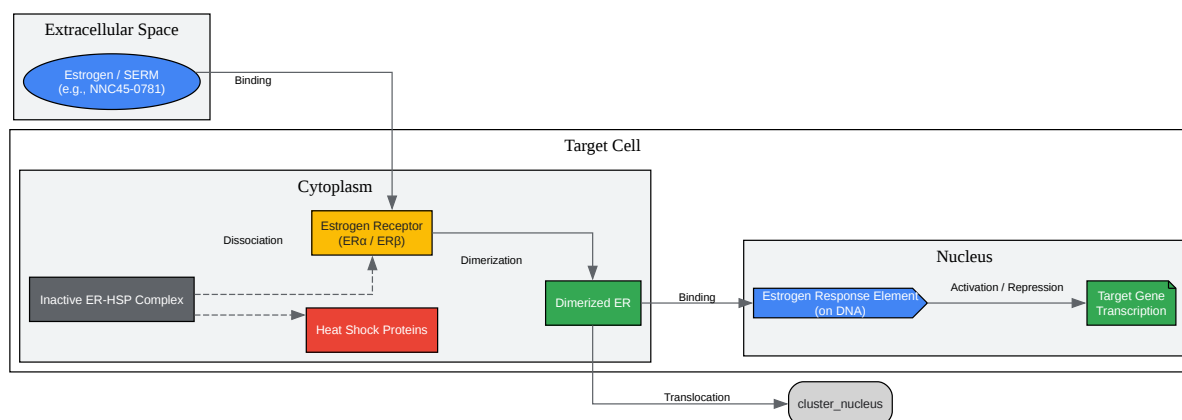 Extracellular Space
Estrogen / SERM
(e.g., NNC45-0781)
Binding
Target Cell
Cytoplasm
Estrogen Receptor
(ERα / ERβ)
Dissociation
Dimerization
Inactive ER-HSP Complex
Heat Shock Proteins
Dimerized ER
Binding
Nucleus
Estrogen Response Element
(on DNA)
Activation / Repression
Target Gene
Transcription
Translocation
cluster_nucleus